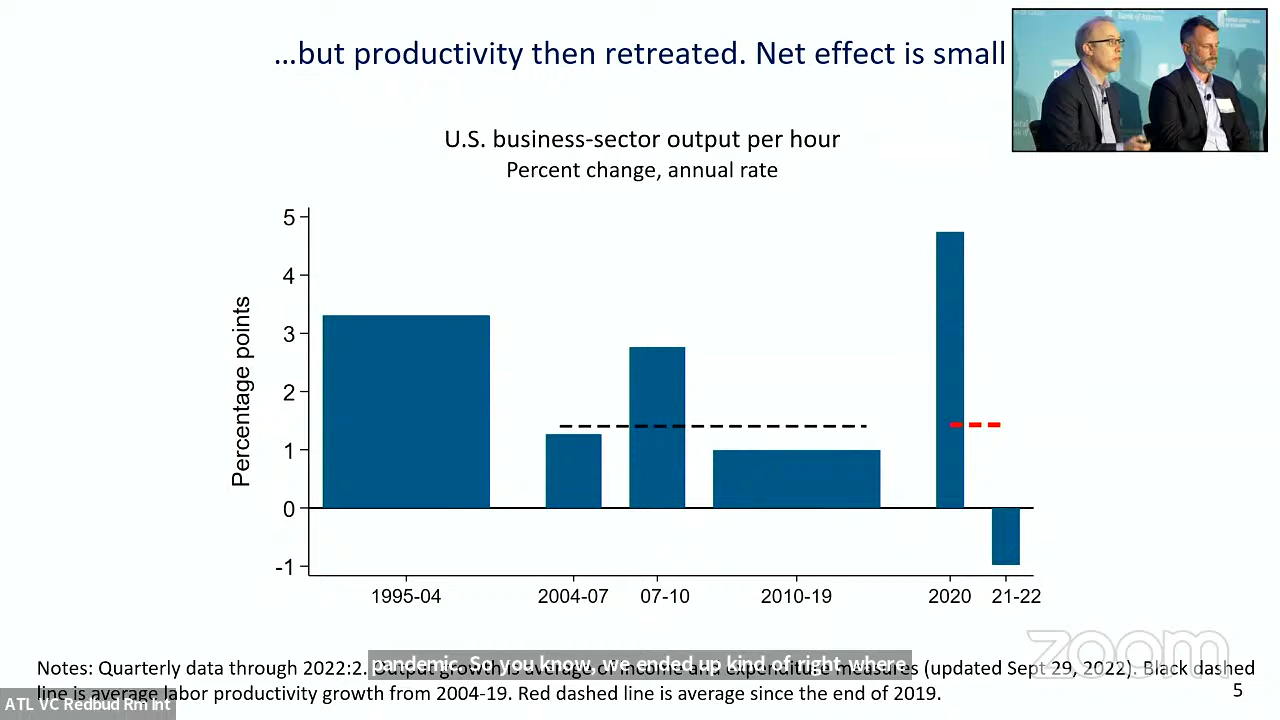 …but productivity then retreated. Net effect is small
U.S. business-sector output per hour
Percent change, annual rate
Percentage points
5
4
3
2
1
0
-1
1995-04
2004-07
07-10
2010-19
2020
21-22
zoom
pandemic. So you know, we ended up kind of right where
Notes: Quarterly data through 2022:2. Output growth is average of income and expenditure measures (updated Sept 29, 2022). Black dashed
line is average labor productivity growth from 2004-19. Red dashed line is average since the end of 2019.
5
ATL VC Redbud Rm Int